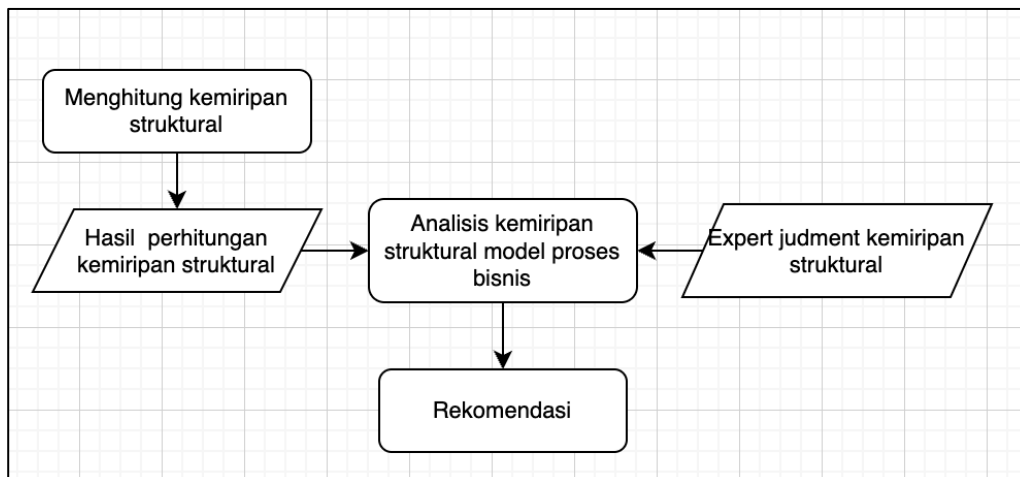 Menghitung kemiripan
struktural
Hasil  perhitungan
kemiripan struktural
Analisis kemiripan
struktural model proses
bisnis
Expert judment kemiripan
struktural
Rekomendasi